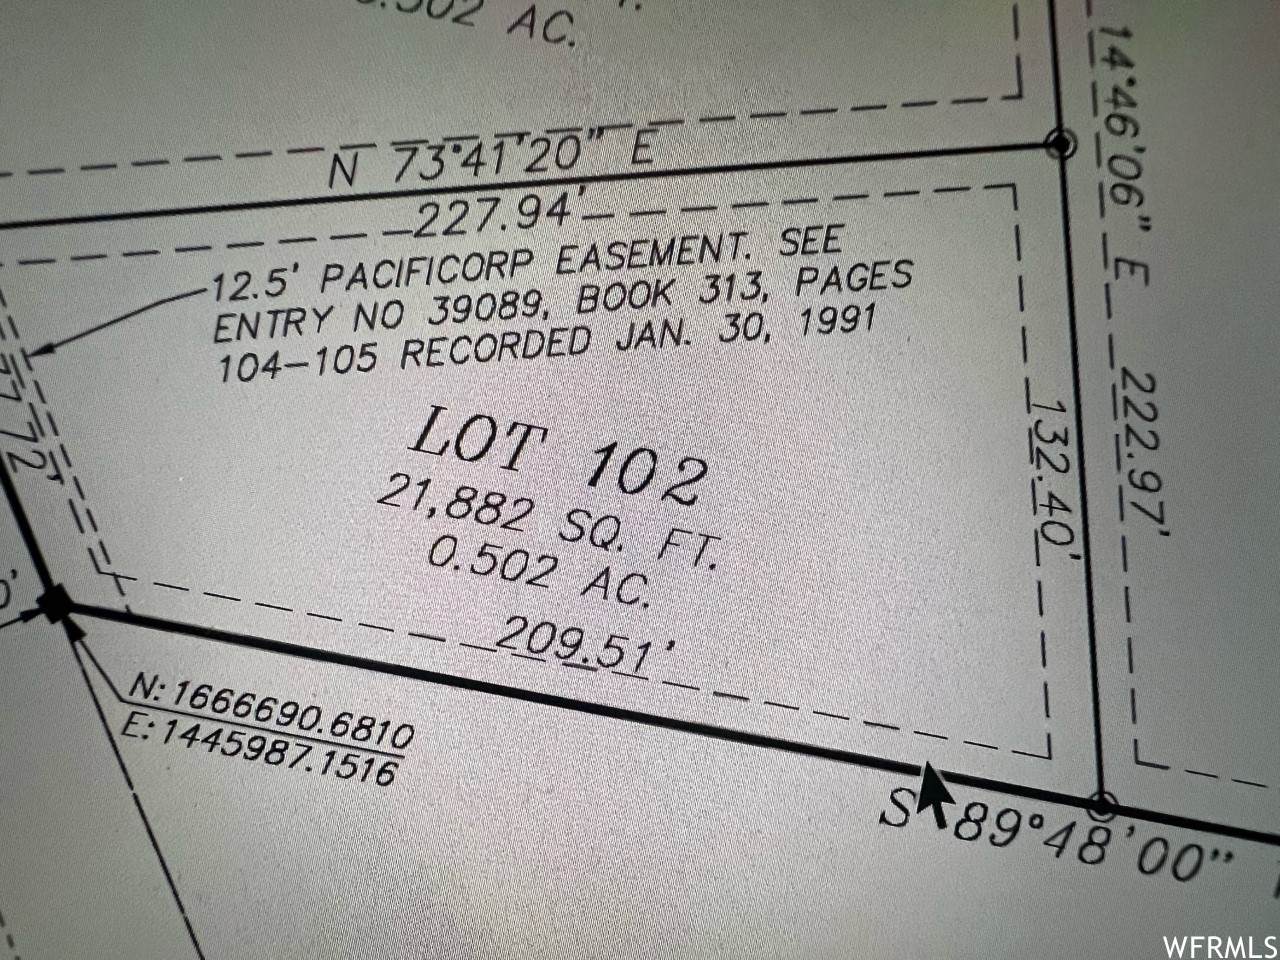 AC.
N 73°41'20" E
227.94'
12.5' PACIFICORP EASEMENT. SEE
ENTRY NO 39089, BOOK 313, PAGES
104-105 RECORDED JAN. 30, 1991
LOT 102
21,882 SQ. FT.
0.502 AC.
209.51'
132.40'
14°46'06" E 222.97'
N: 1666690.6810
E: 1445987.1516
S 89°48'00"
WFRMLS